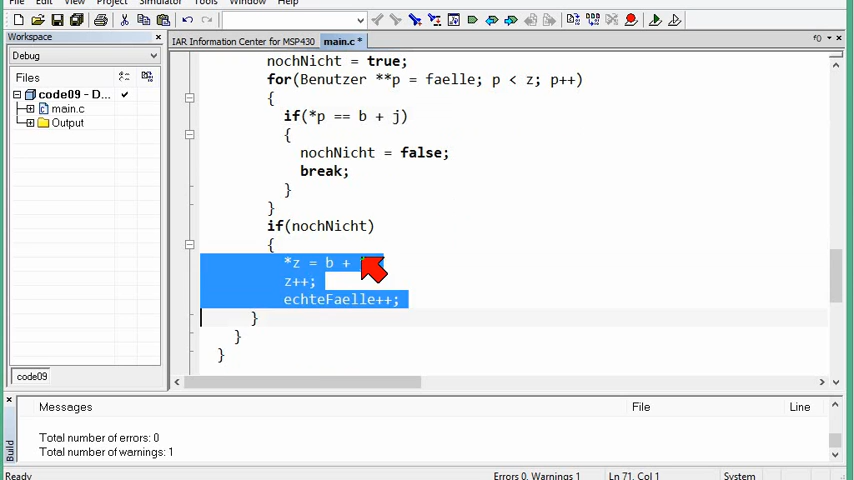 File Edit View Project Simulator Tools Window Help
Workspace
IAR Information Center for MSP430 main.c * f0
Debug
Files
code09 - D...
main.c
Output
nochNicht = true;
for(Benutzer **p = faelle; p < z; p++)
{
if(*p == b + j)
{
nochNicht = false;
break;
}
}
if(nochNicht)
{
*z = b +
z++;
echteFaelle++;
}
}
}
code09
Messages File Line
Total number of errors: 0
Total number of warnings: 1
Build
Errors 0, Warnings 1 Ln 71, Col 1 System